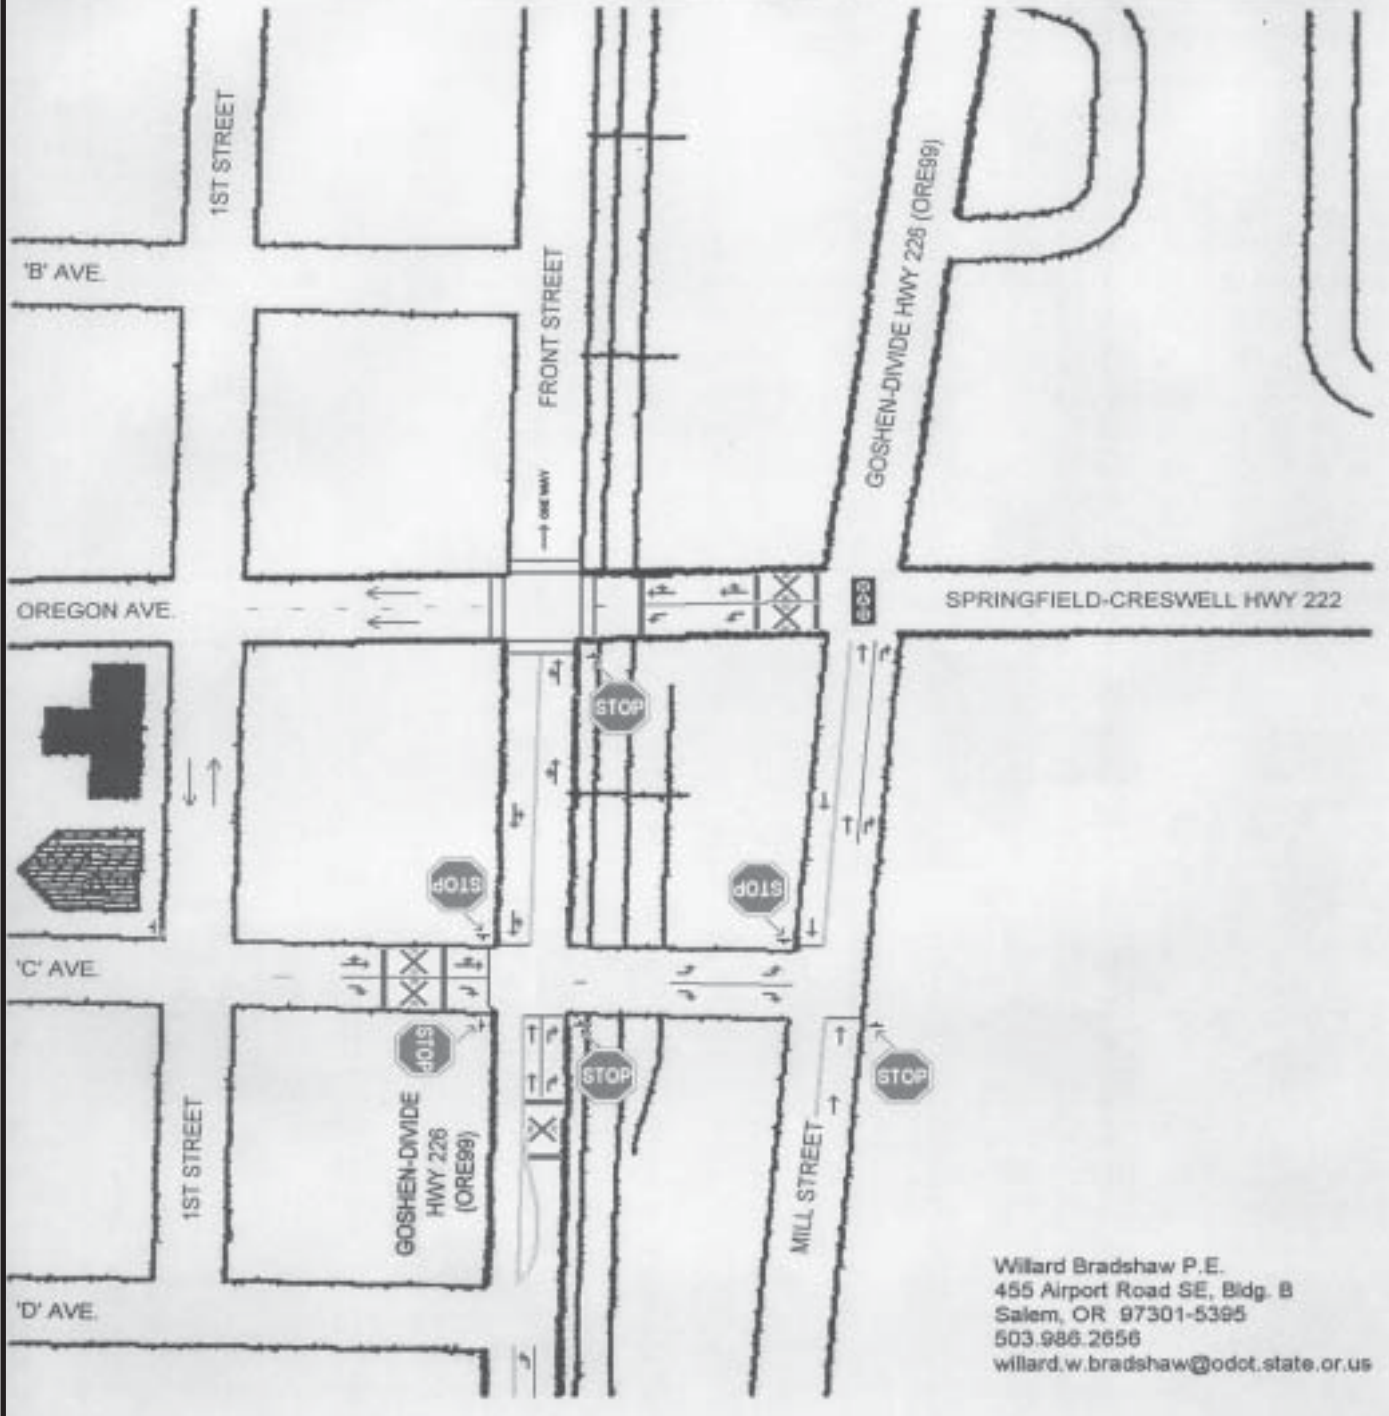 1ST STREET
'B' AVE.
FRONT STREET
GOSHEN-DIVIDE HWY 226 (ORE99)
ONE WAY
OREGON AVE.
SPRINGFIELD-CRESWELL HWY 222
STOP
STOP
STOP
'C' AVE.
STOP
STOP
STOP
GOSHEN-DIVIDE
HWY 226
(ORE99)
1ST STREET
MILL STREET
'D' AVE.
Willard Bradshaw P.E.
455 Airport Road SE, Bldg. B
Salem, OR 97301-5395
503.986.2656
willard.w.bradshaw@odot.state.or.us